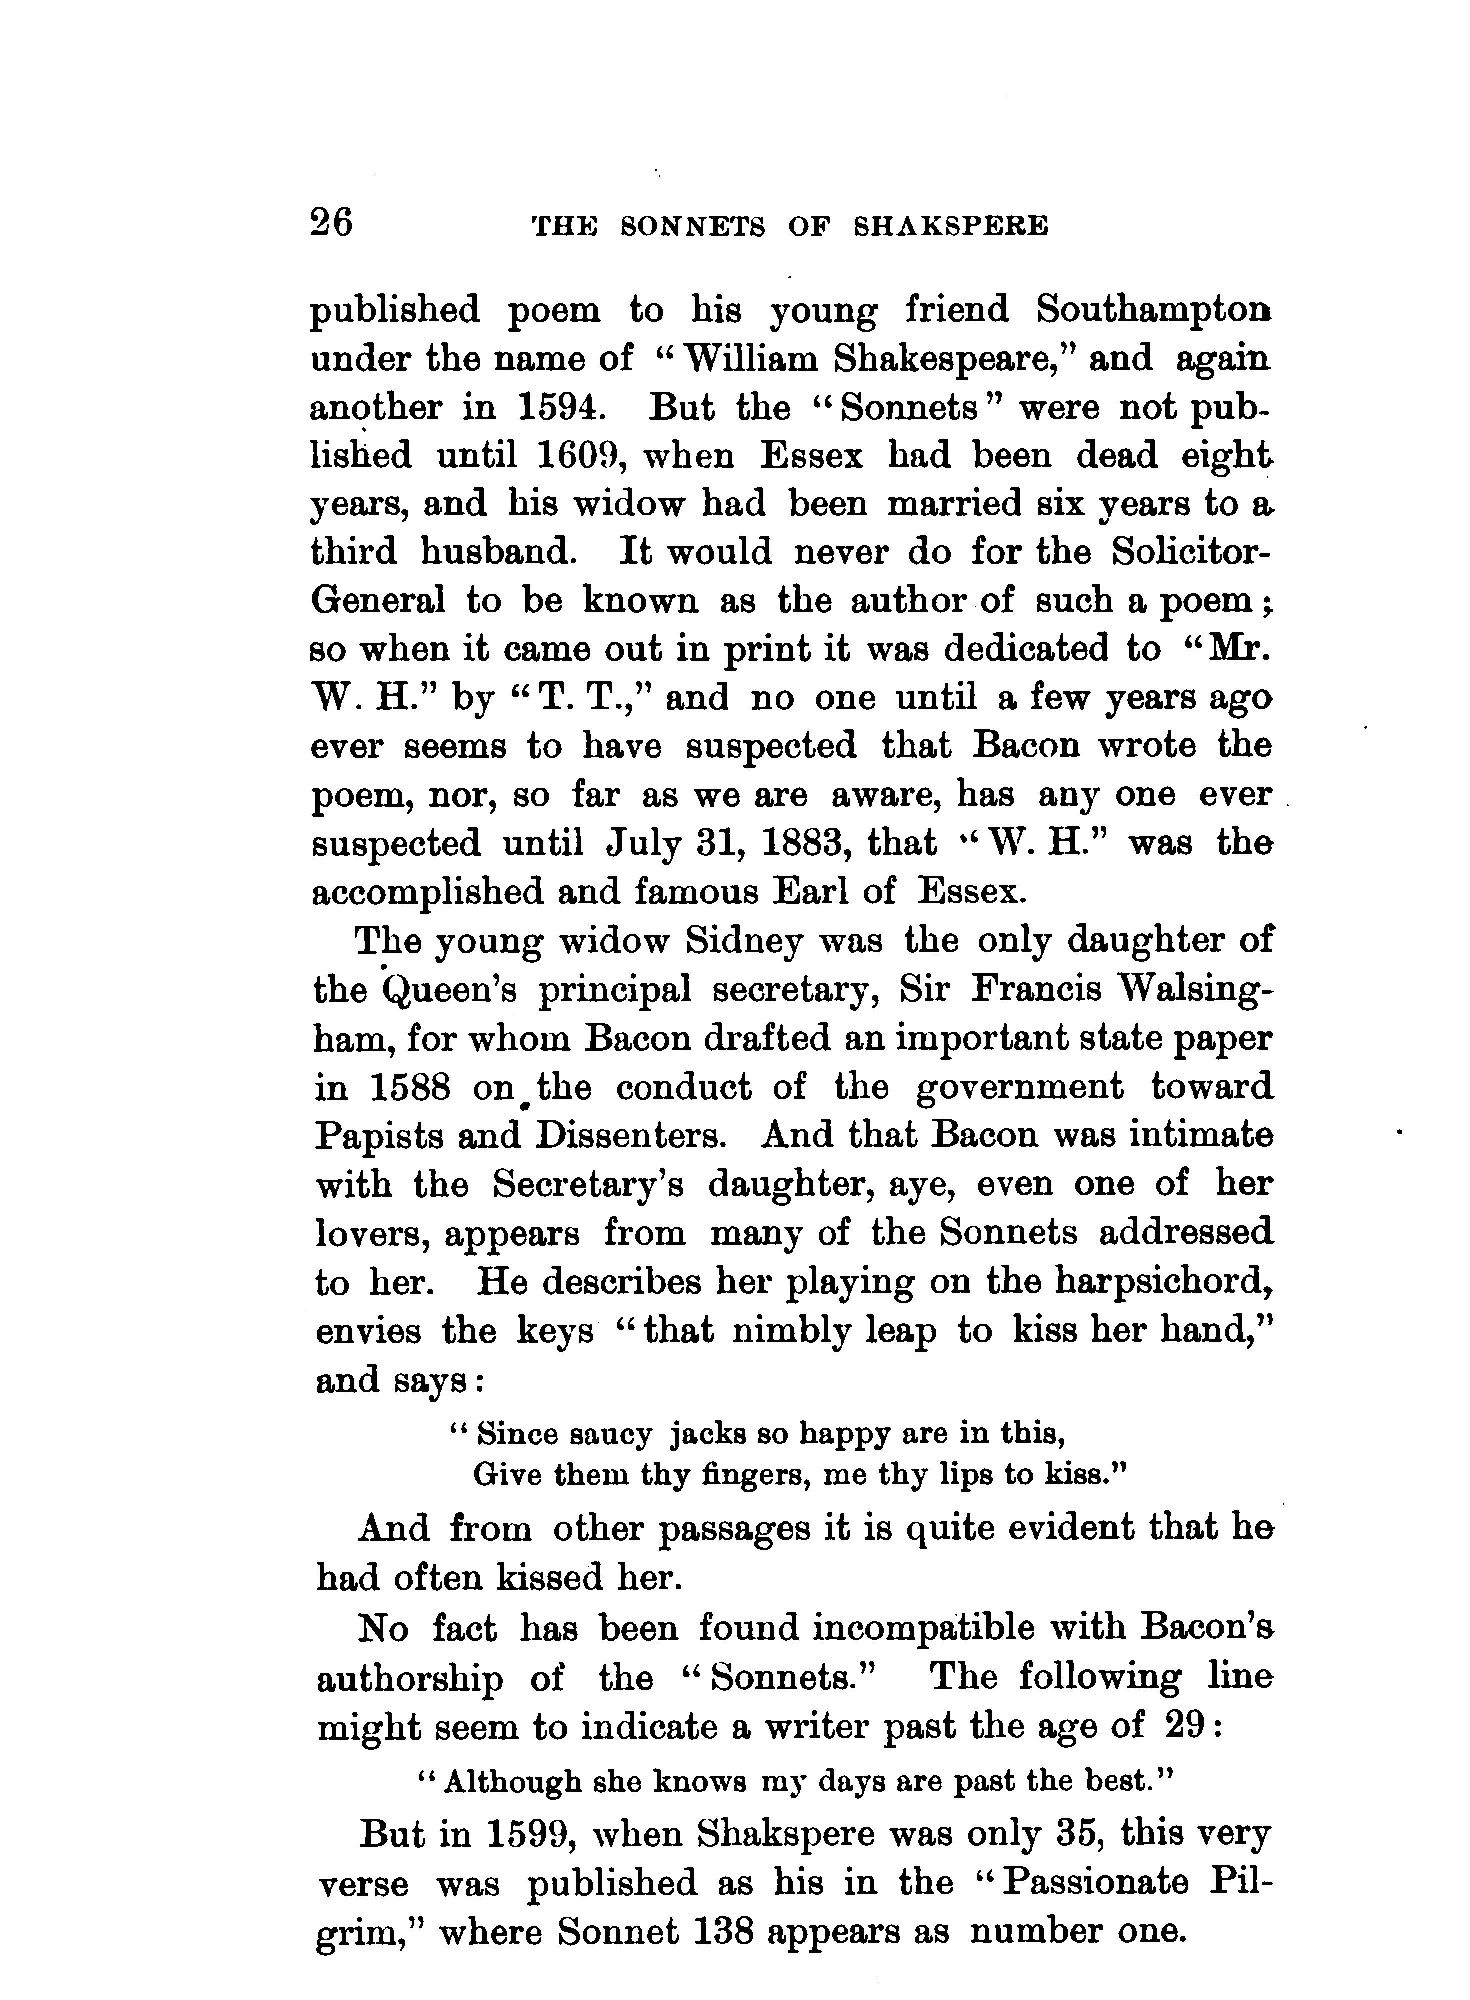 26 THE SONNETS OF SHAKSPERE
published poem to his young friend Southampton
under the name of “William Shakespeare,” and again
another in 1594. But the “Sonnets” were not pub-
lished until 1609, when Essex had been dead eight
years, and his widow had been married six years to a
third husband. It would never do for the Solicitor-
General to be known as the author of such a poem;
so when it came out in print it was dedicated to “Mr.
W. H.” by “T. T.,” and no one until a few years ago
ever seems to have suspected that Bacon wrote the
poem, nor, so far as we are aware, has any one ever
suspected until July 31, 1883, that “W. H.” was the
accomplished and famous Earl of Essex.
The young widow Sidney was the only daughter of
the Queen’s principal secretary, Sir Francis Walsing-
ham, for whom Bacon drafted an important state paper
in 1588 on the conduct of the government toward
Papists and Dissenters. And that Bacon was intimate
with the Secretary’s daughter, aye, even one of her
lovers, appears from many of the Sonnets addressed
to her. He describes her playing on the harpsichord,
envies the keys “that nimbly leap to kiss her hand,”
and says:
“Since saucy jacks so happy are in this,
Give them thy fingers, me thy lips to kiss.”
And from other passages it is quite evident that he
had often kissed her.
No fact has been found incompatible with Bacon’s
authorship of the “Sonnets.” The following line
might seem to indicate a writer past the age of 29:
“Although she knows my days are past the best.”
But in 1599, when Shakspere was only 35, this very
verse was published as his in the “Passionate Pil-
grim,” where Sonnet 138 appears as number one.